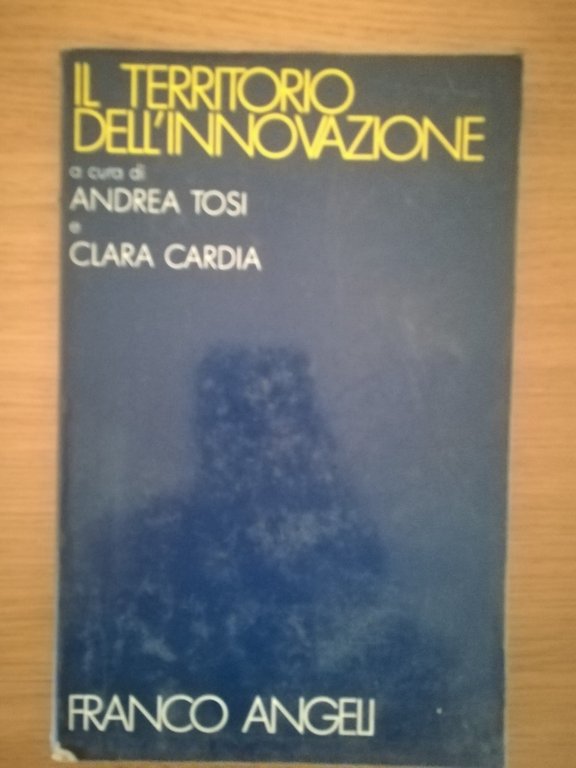 IL TERRITORIO
DELL'INNOVAZIONE
a cura di
ANDREA TOSI
e
CLARA CARDIA
FRANCO ANGELI